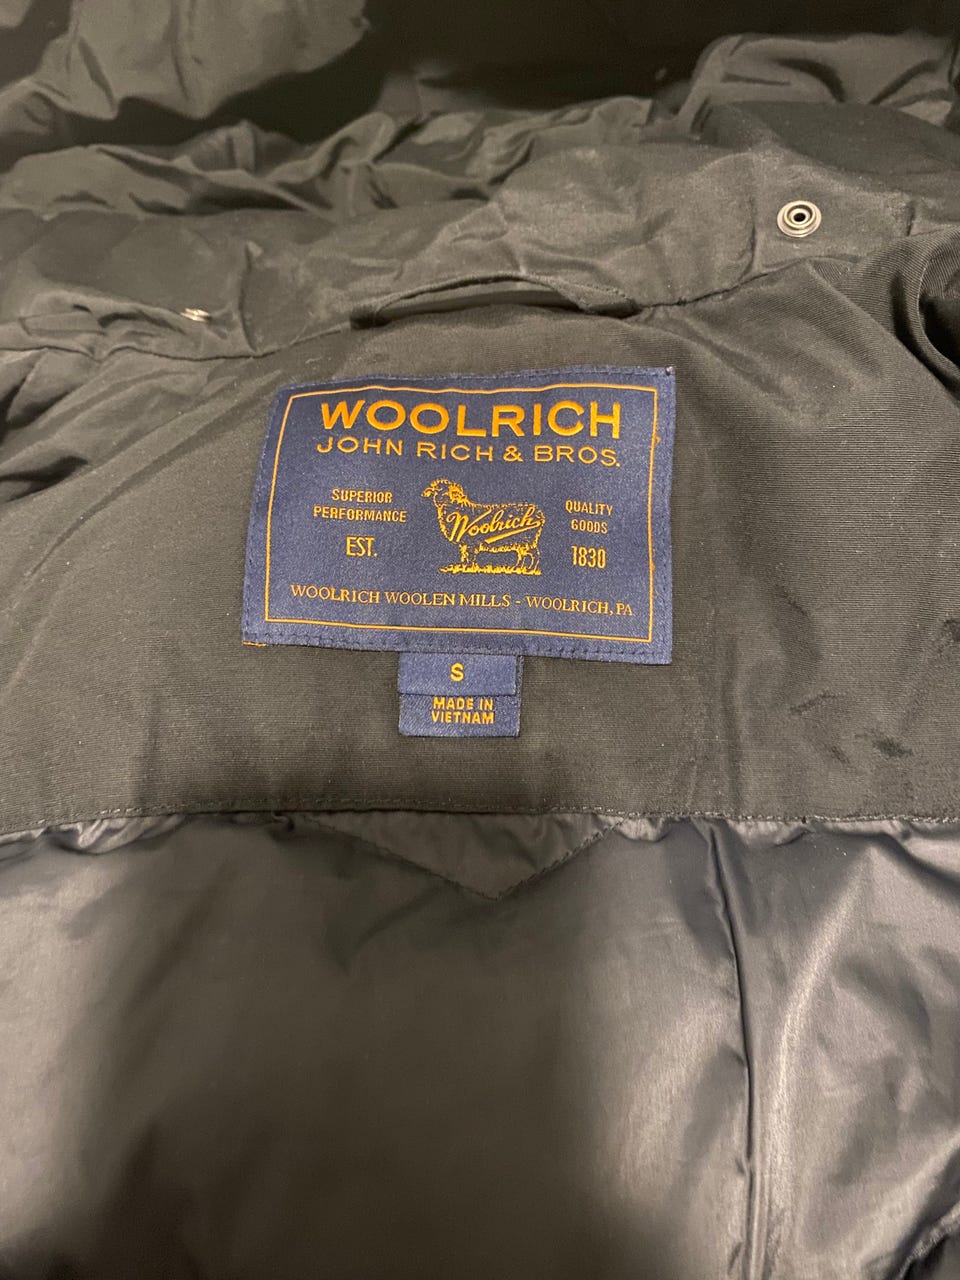 WOOLRICH
JOHN RICH & BROS.
SUPERIOR
PERFORMANCE
EST.
Woolrich
QUALITY
GOODS
1830
WOOLRICH WOOLEN MILLS - WOOLRICH, PA
S
MADE IN
VIETNAM